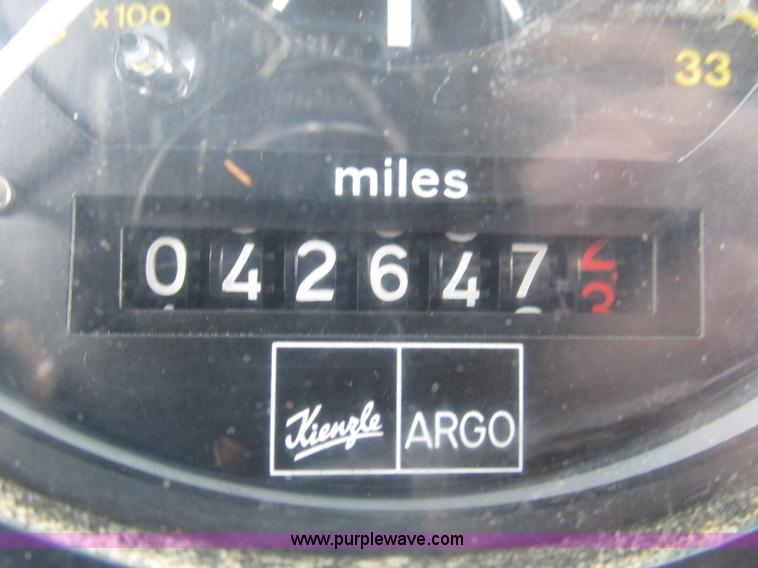 x100
33
miles
042647
Kienzle ARGO
www.purplewave.com